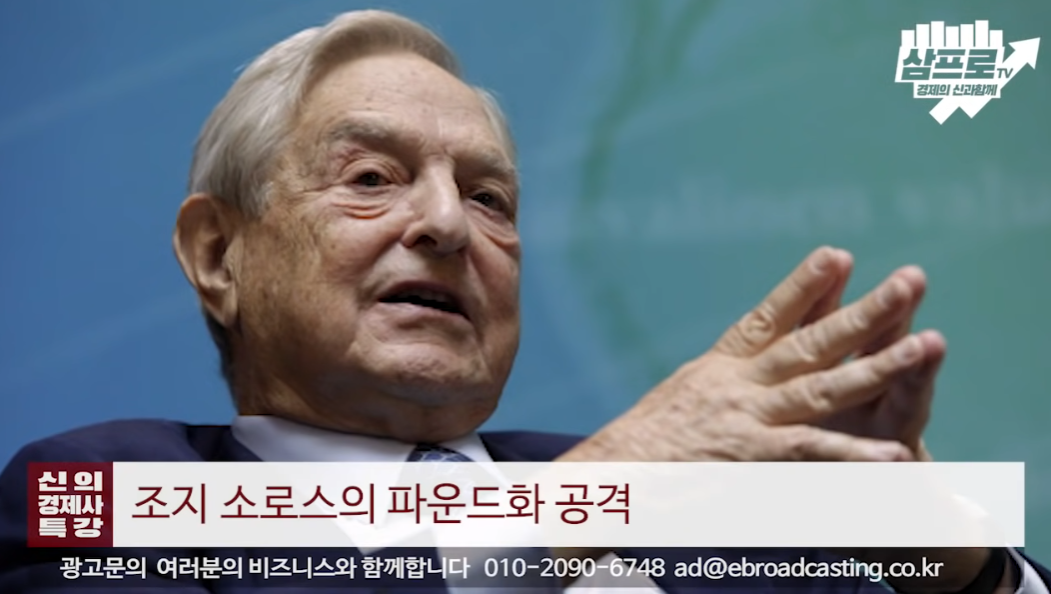 삼프로TV
경제의 신과함께
신의
경제사
특강
조지 소로스의 파운드화 공격
광고문의 여러분의 비즈니스와 함께합니다 010-2090-6748 ad@ebroadcasting.co.kr